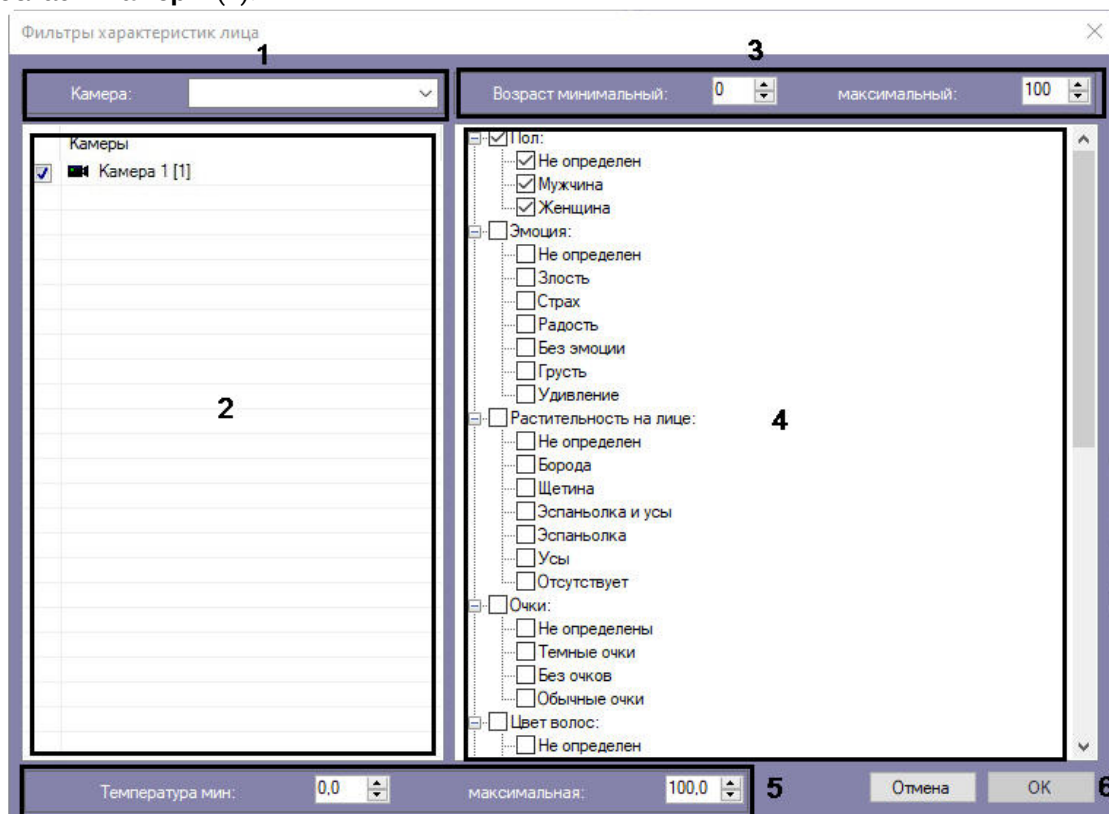 Фильтры характеристик лица
1
3
Камера:
Возраст минимальный: 0 максимальный: 100
Камеры
Камера 1 [1]
2
Пол:
Не определен
Мужчина
Женщина
Эмоция:
Не определен
Злость
Страх
Радость
Без эмоции
Грусть
Удивление
Растительность на лице:
4
Не определен
Борода
Щетина
Эспаньолка и усы
Эспаньолка
Усы
Отсутствует
Очки:
Не определены
Темные очки
Без очков
Обычные очки
Цвет волос:
Не определен
Температура мин: 0,0 максимальная: 100,0
5
Отмена
OK
6